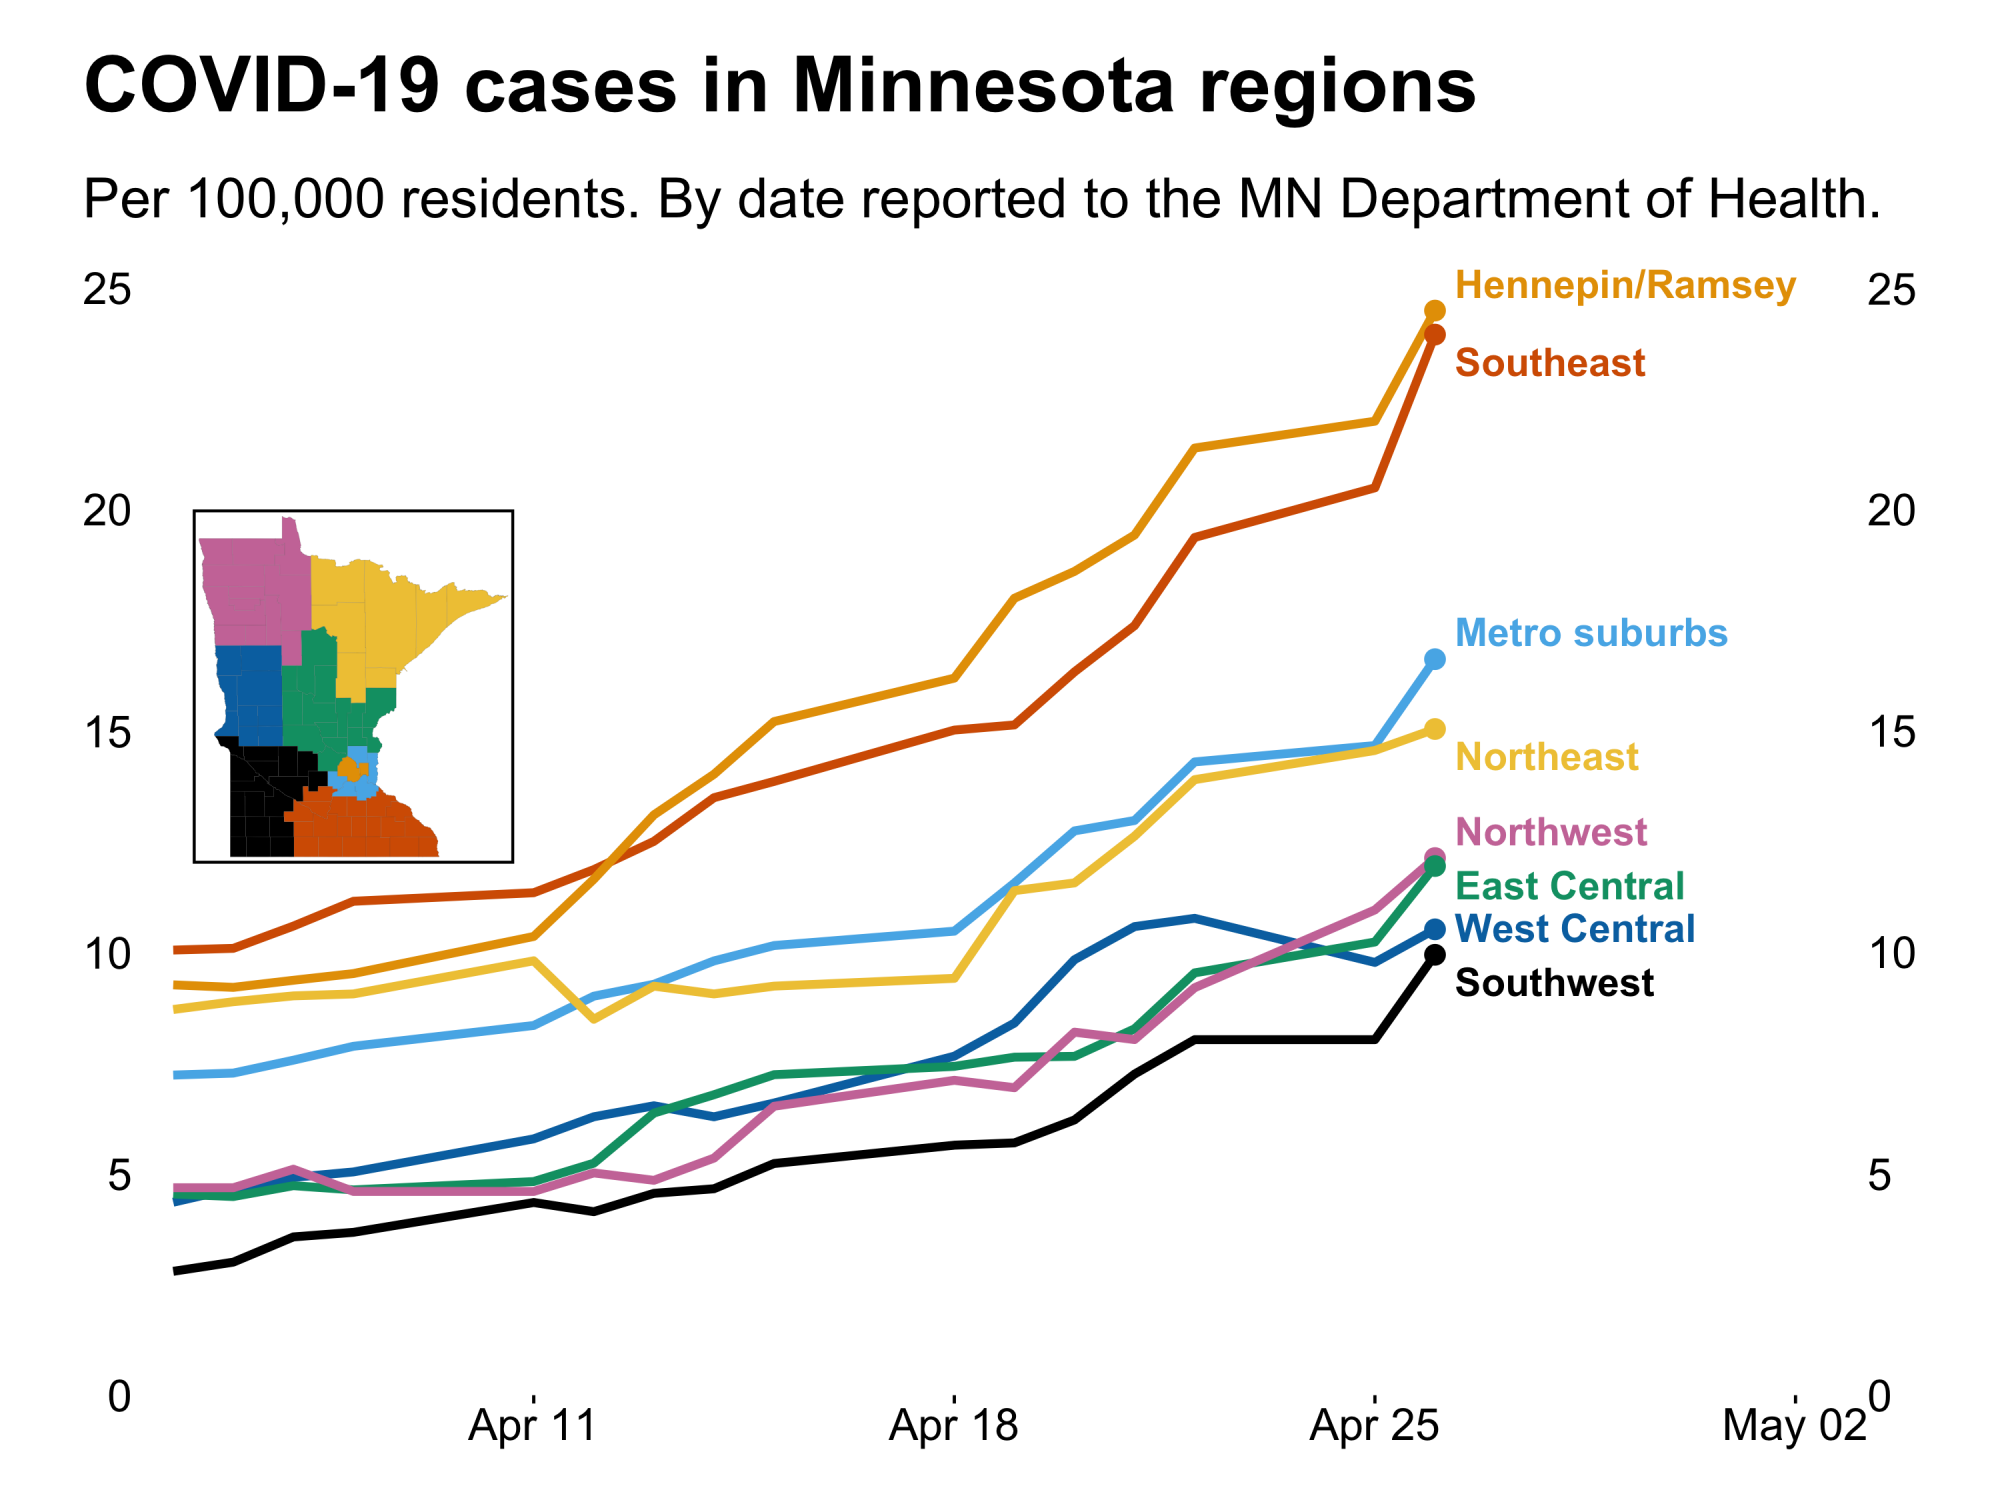 COVID-19 cases in Minnesota regions
Per 100,000 residents. By date reported to the MN Department of Health.
25
Hennepin/Ramsey
25
Southeast
20
20
Metro suburbs
15
15
Northeast
Northwest
East Central
West Central
10
10
Southwest
5
5
0
0
Apr 11
Apr 18
Apr 25
May 02